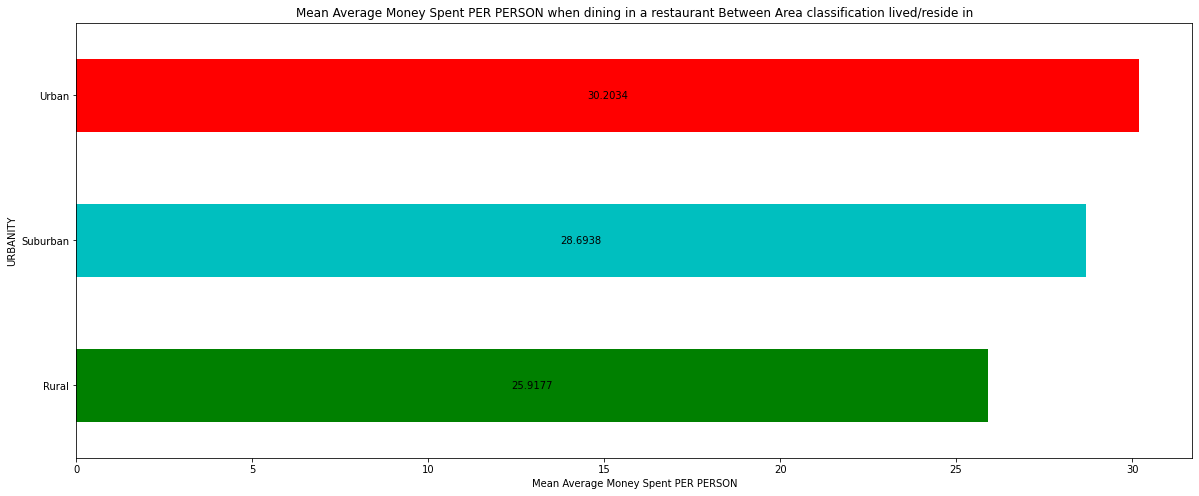 Mean Average Money Spent PER PERSON when dining in a restaurant Between Area classification lived/reside in
URBANITY
Urban
30.2034
Suburban
28.6938
Rural
25.9177
0 5 10 15 20 25 30
Mean Average Money Spent PER PERSON